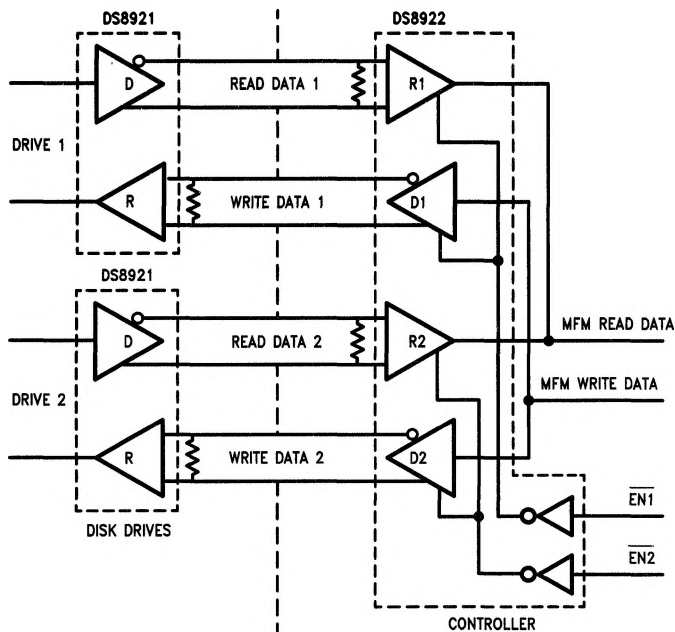 DS8921
DS8922
D
READ DATA 1
R1
DRIVE 1
R
WRITE DATA 1
D1
DS8921
D
READ DATA 2
R2
MFM READ DATA
MFM WRITE DATA
DRIVE 2
R
WRITE DATA 2
D2
EN1
DISK DRIVES
EN2
CONTROLLER